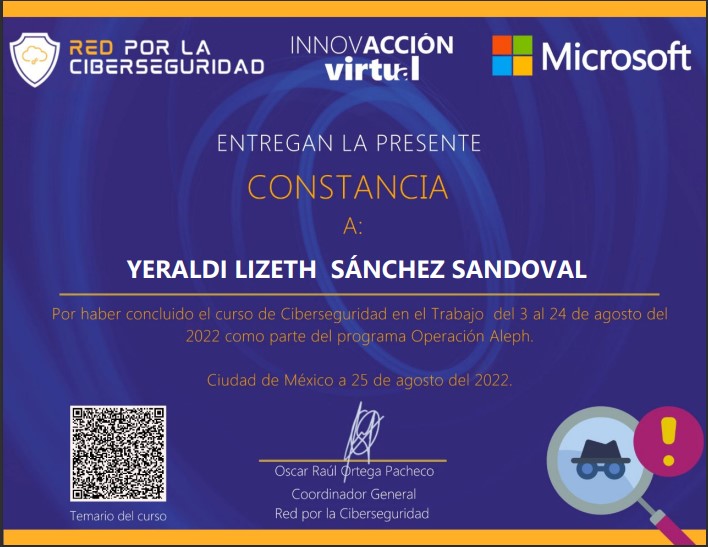 RED POR LA
CIBERSEGURIDAD
INNOVACCIÓN
virtual
Microsoft
ENTREGAN LA PRESENTE
CONSTANCIA
A:
YERALDI LIZETH SÁNCHEZ SANDOVAL
Por haber concluido el curso de Ciberseguridad en el Trabajo del 3 al 24 de agosto del
2022 como parte del programa Operación Aleph.
Ciudad de México a 25 de agosto del 2022.
Temario del curso
Oscar Raúl Ortega Pacheco
Coordinador General
Red por la Ciberseguridad
!